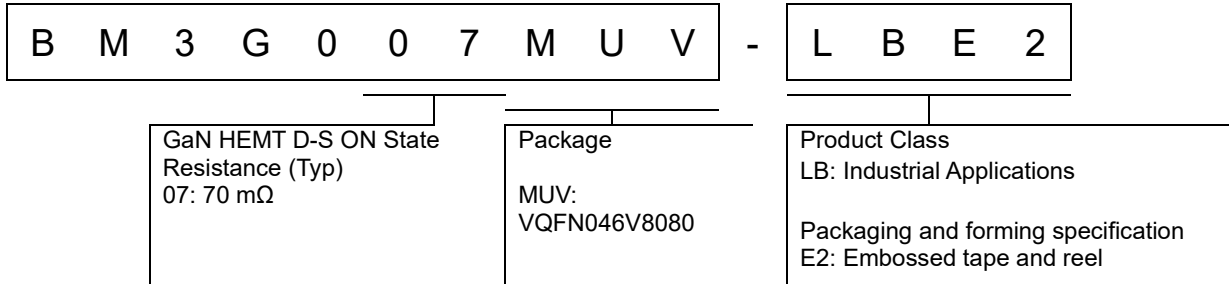 B M 3 G 0 0 7 M U V - L B E 2
GaN HEMT D-S ON State
Resistance (Typ)
07: 70 mΩ
Package
MUV:
VQFN046V8080
Product Class
LB: Industrial Applications
Packaging and forming specification
E2: Embossed tape and reel